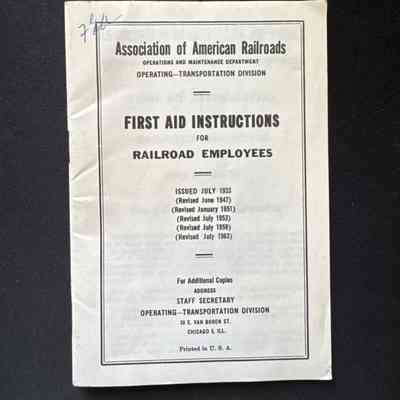 Association of American Railroads
OPERATIONS AND MAINTENANCE DEPARTMENT
OPERATING—TRANSPORTATION DIVISION
FIRST AID INSTRUCTIONS
FOR
RAILROAD EMPLOYEES
ISSUED JULY 1933
(Revised June 1947)
(Revised January 1951)
(Revised July 1953)
(Revised July 1959)
(Revised July 1963)
For Additional Copies
ADDRESS
STAFF SECRETARY
OPERATING—TRANSPORTATION DIVISION
59 E. VAN BUREN ST.
CHICAGO 5, ILL.
Printed in U. S. A.